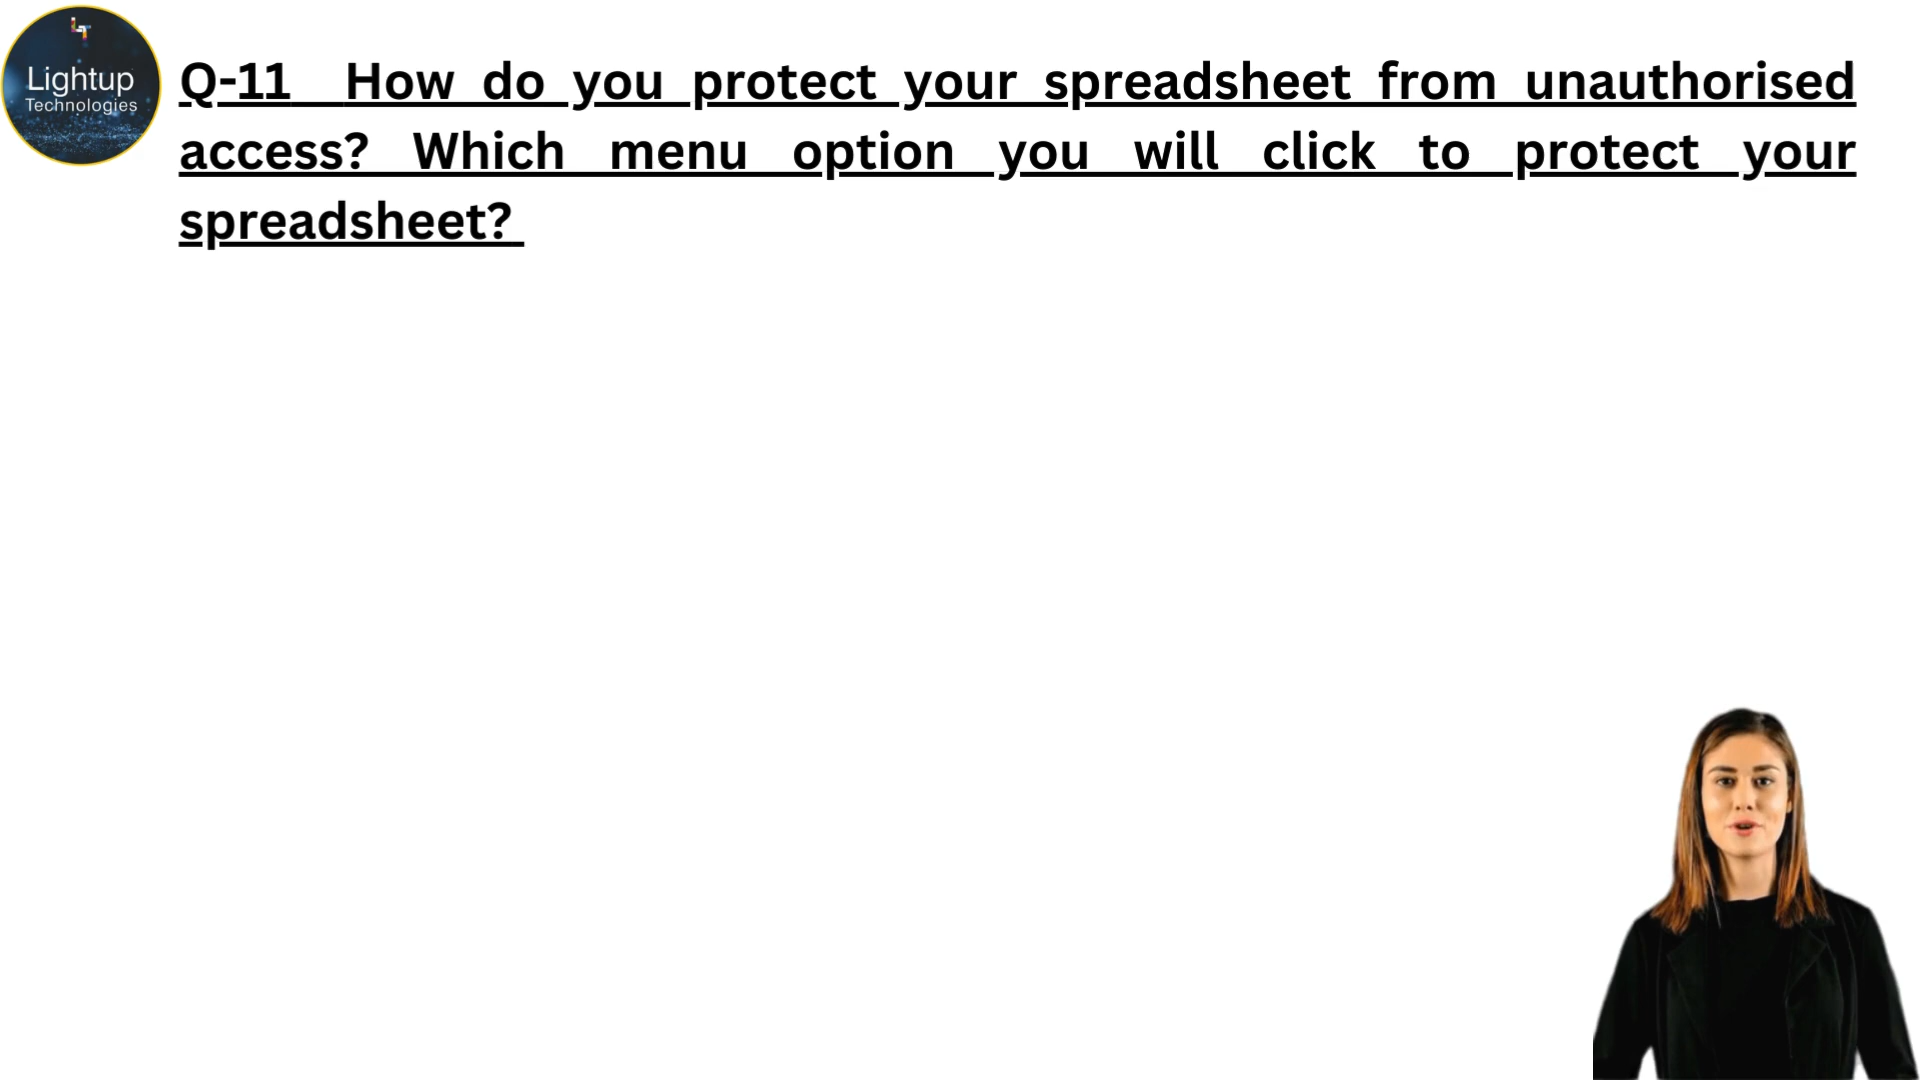 Lightup
Technologies
Q-11 How do you protect your spreadsheet from unauthorised
access? Which menu option you will click to protect your
spreadsheet?